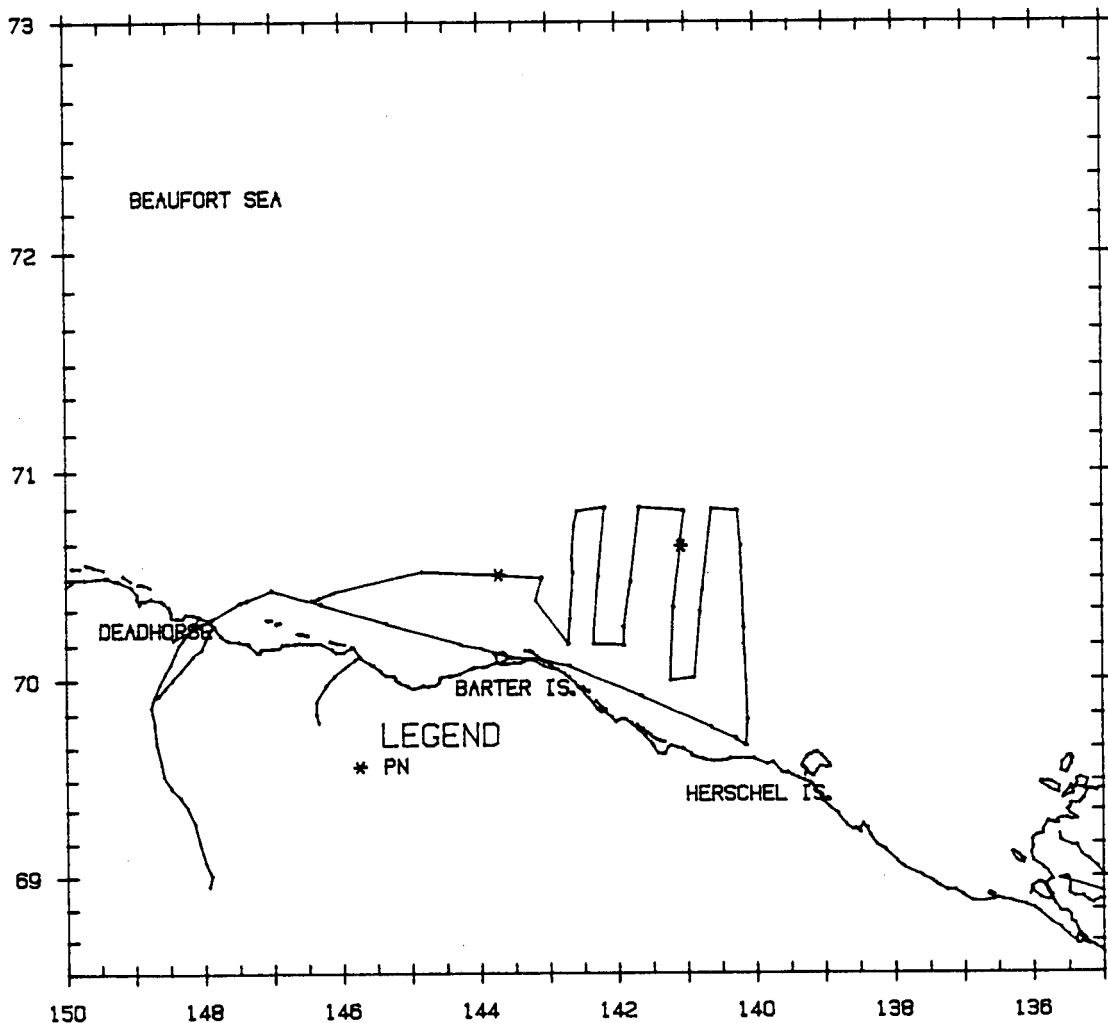 73
BEAUFORT SEA
72
71
DEADHORSE
70
BARTER IS.
LEGEND
* PN
HERSCHEL IS.
69
150 148 146 144 142 140 138 136